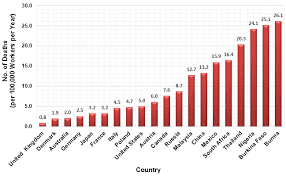 No. of Deaths
(per 100,000 Workers per Year)
30.0
25.0
20.0
15.0
10.0
5.0
0.0
0.8
1.9
2.0
2.5
3.2
3.2
4.5
4.7
5.4
6.0
7.6
8.7
12.7
13.2
15.9
16.4
20.3
24.1
25.1
26.1
United Kingdom
Denmark
Australia
Germany
Japan
France
Italy
Poland
United States
Austria
Canada
Russia
Malaysia
China
Mexico
South Africa
Thailand
Nigeria
Burkina Faso
Burma
Country